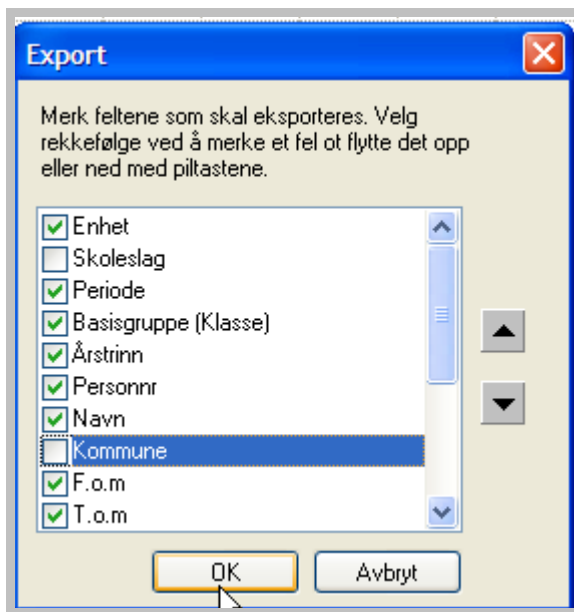 Export
Merk feltene som skal eksporteres. Velg
rekkefølge ved å merke et fel ot flytte det opp
eller ned med piltastene.
Enhet
Skoleslag
Periode
Basisgruppe (Klasse)
Årstrinn
Personnr
Navn
Kommune
F.o.m
T.o.m
OK
Avbryt